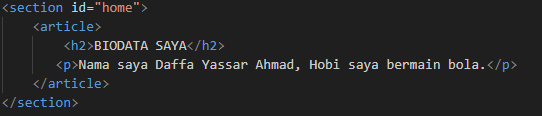 <section id="home">
<article>
<h2>BIODATA SAYA</h2>
<p>Nama saya Daffa Yassar Ahmad, Hobi saya bermain bola.</p>
</article>
</section>